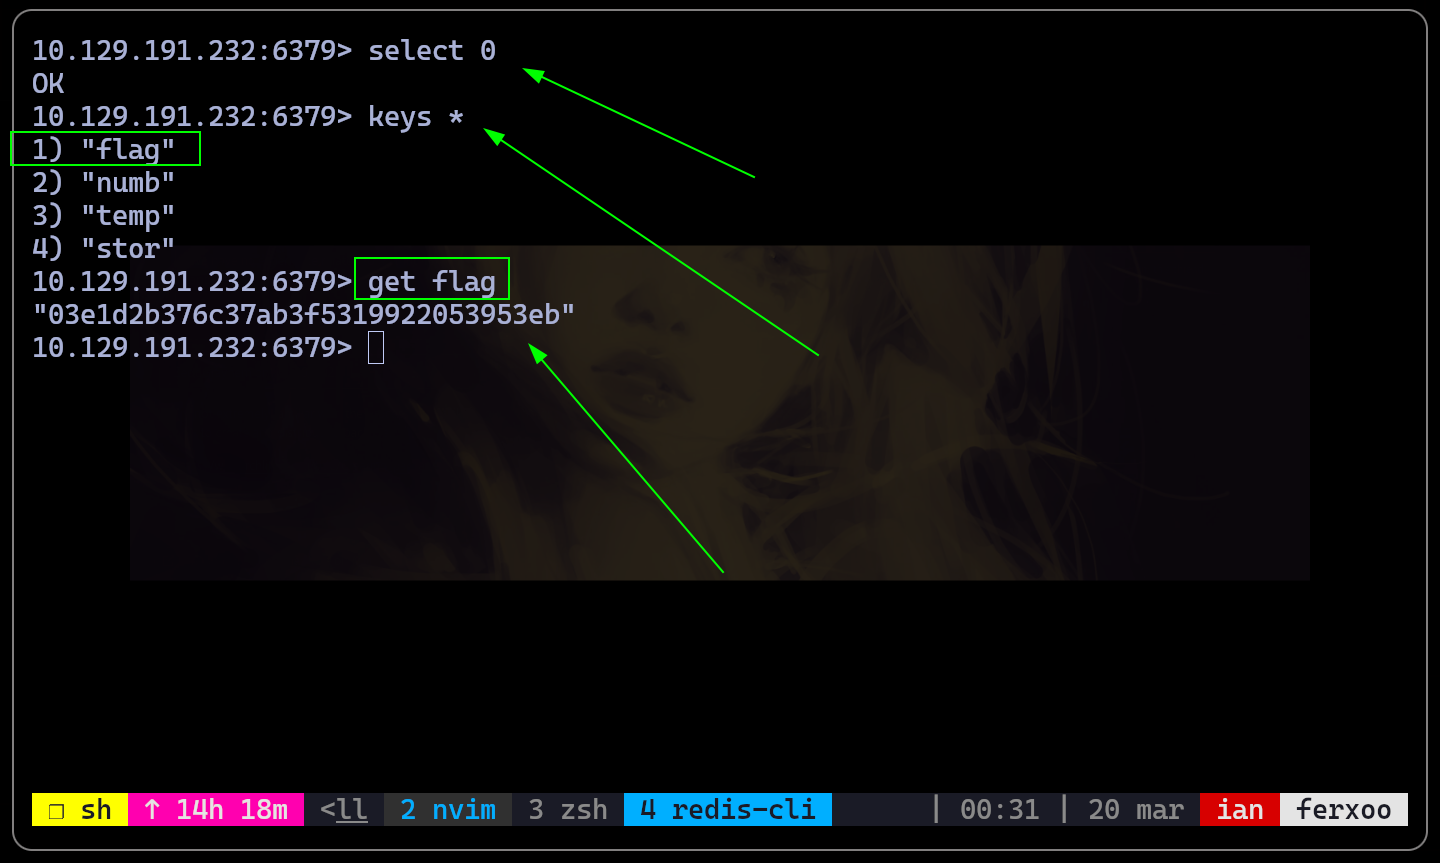 10.129.191.232:6379> select 0
OK
10.129.191.232:6379> keys *
1) "flag"
2) "numb"
3) "temp"
4) "stor"
10.129.191.232:6379> get flag
"03e1d2b376c37ab3f5319922053953eb"
10.129.191.232:6379>
❐ sh ↑ 14h 18m <ll 2 nvim 3 zsh 4 redis-cli | 00:31 | 20 mar ian ferxoo